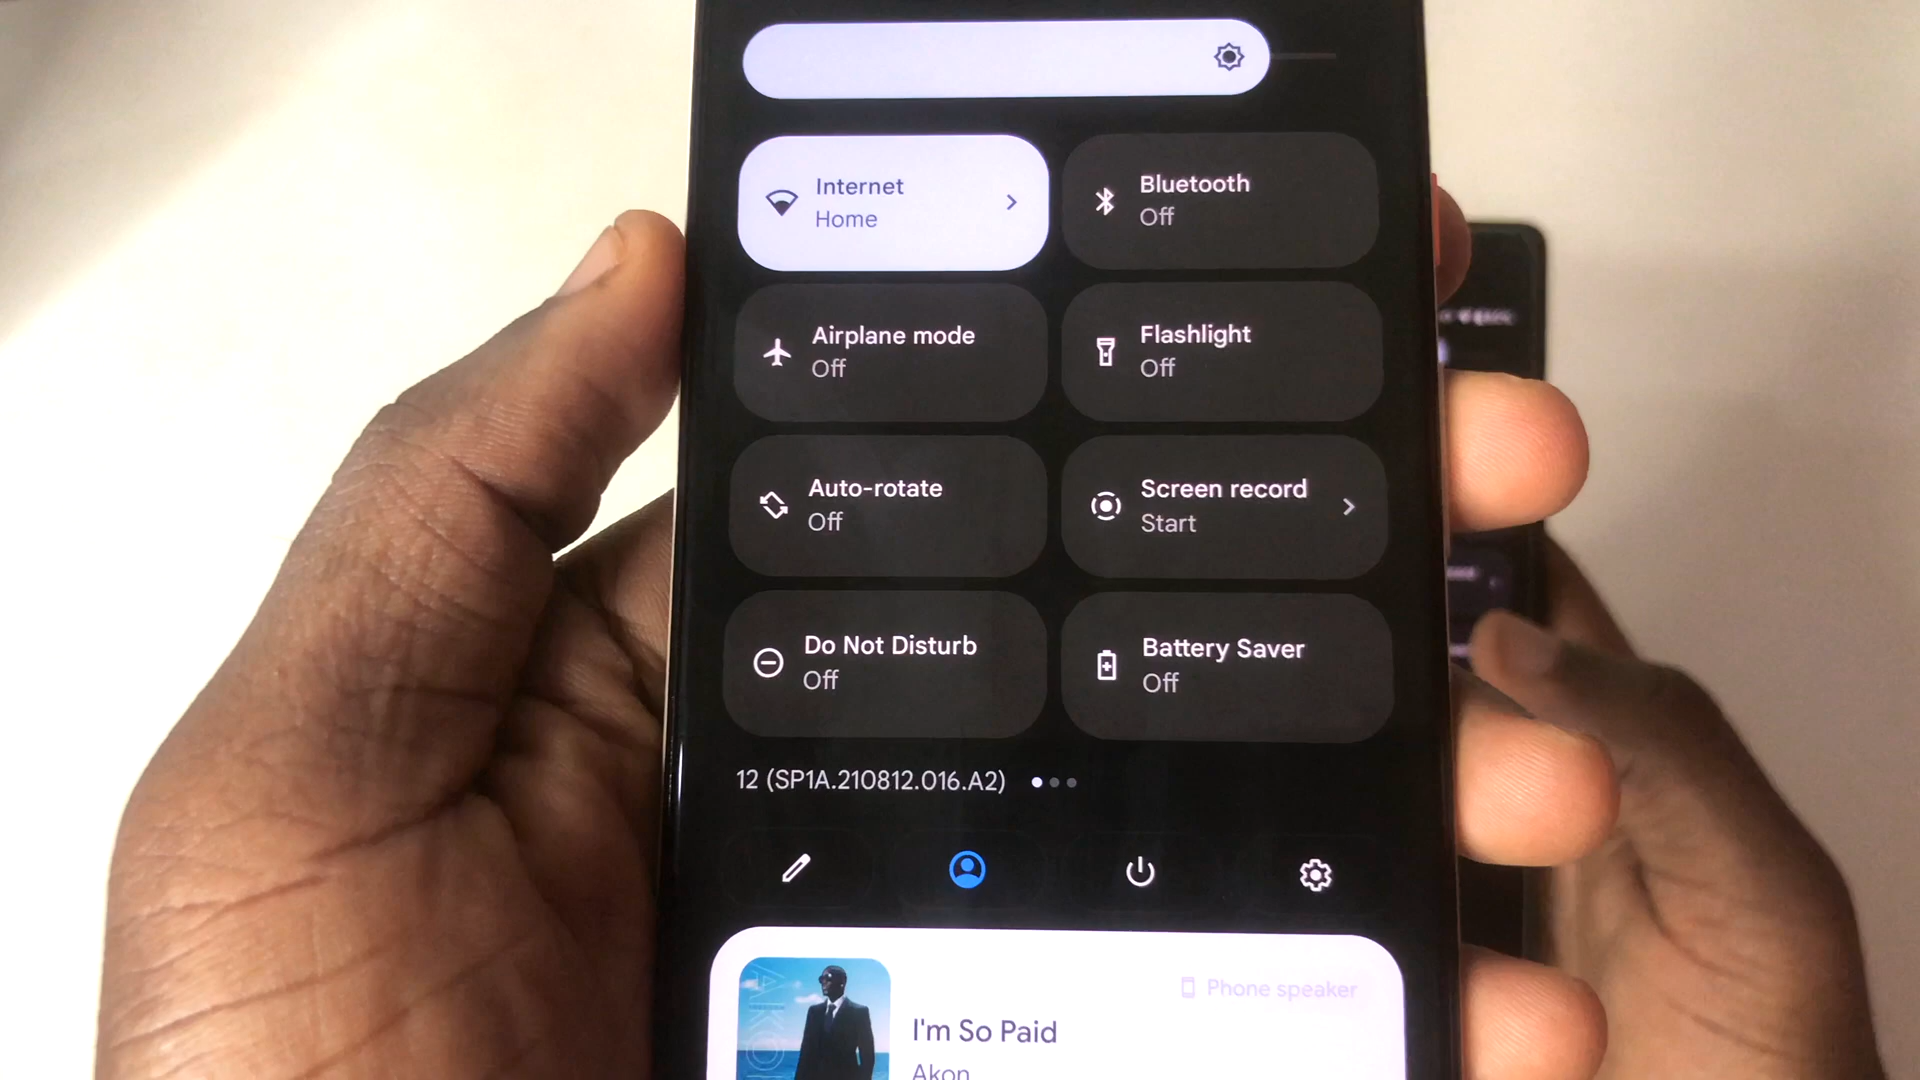 Internet
Home
Bluetooth
Off
Airplane mode
Off
Flashlight
Off
Auto-rotate
Off
Screen record
Start
Do Not Disturb
Off
Battery Saver
Off
12 (SP1A.210812.016.A2)
Phone speaker
AKON
I'm So Paid
Akon